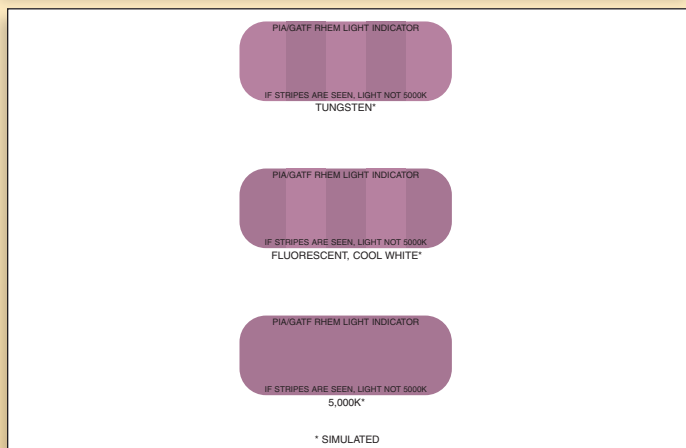 PIA/GATF RHEM LIGHT INDICATOR
IF STRIPES ARE SEEN, LIGHT NOT 5000K
TUNGSTEN*
PIA/GATF RHEM LIGHT INDICATOR
IF STRIPES ARE SEEN, LIGHT NOT 5000K
FLUORESCENT, COOL WHITE*
PIA/GATF RHEM LIGHT INDICATOR
IF STRIPES ARE SEEN, LIGHT NOT 5000K
5,000K*
* SIMULATED